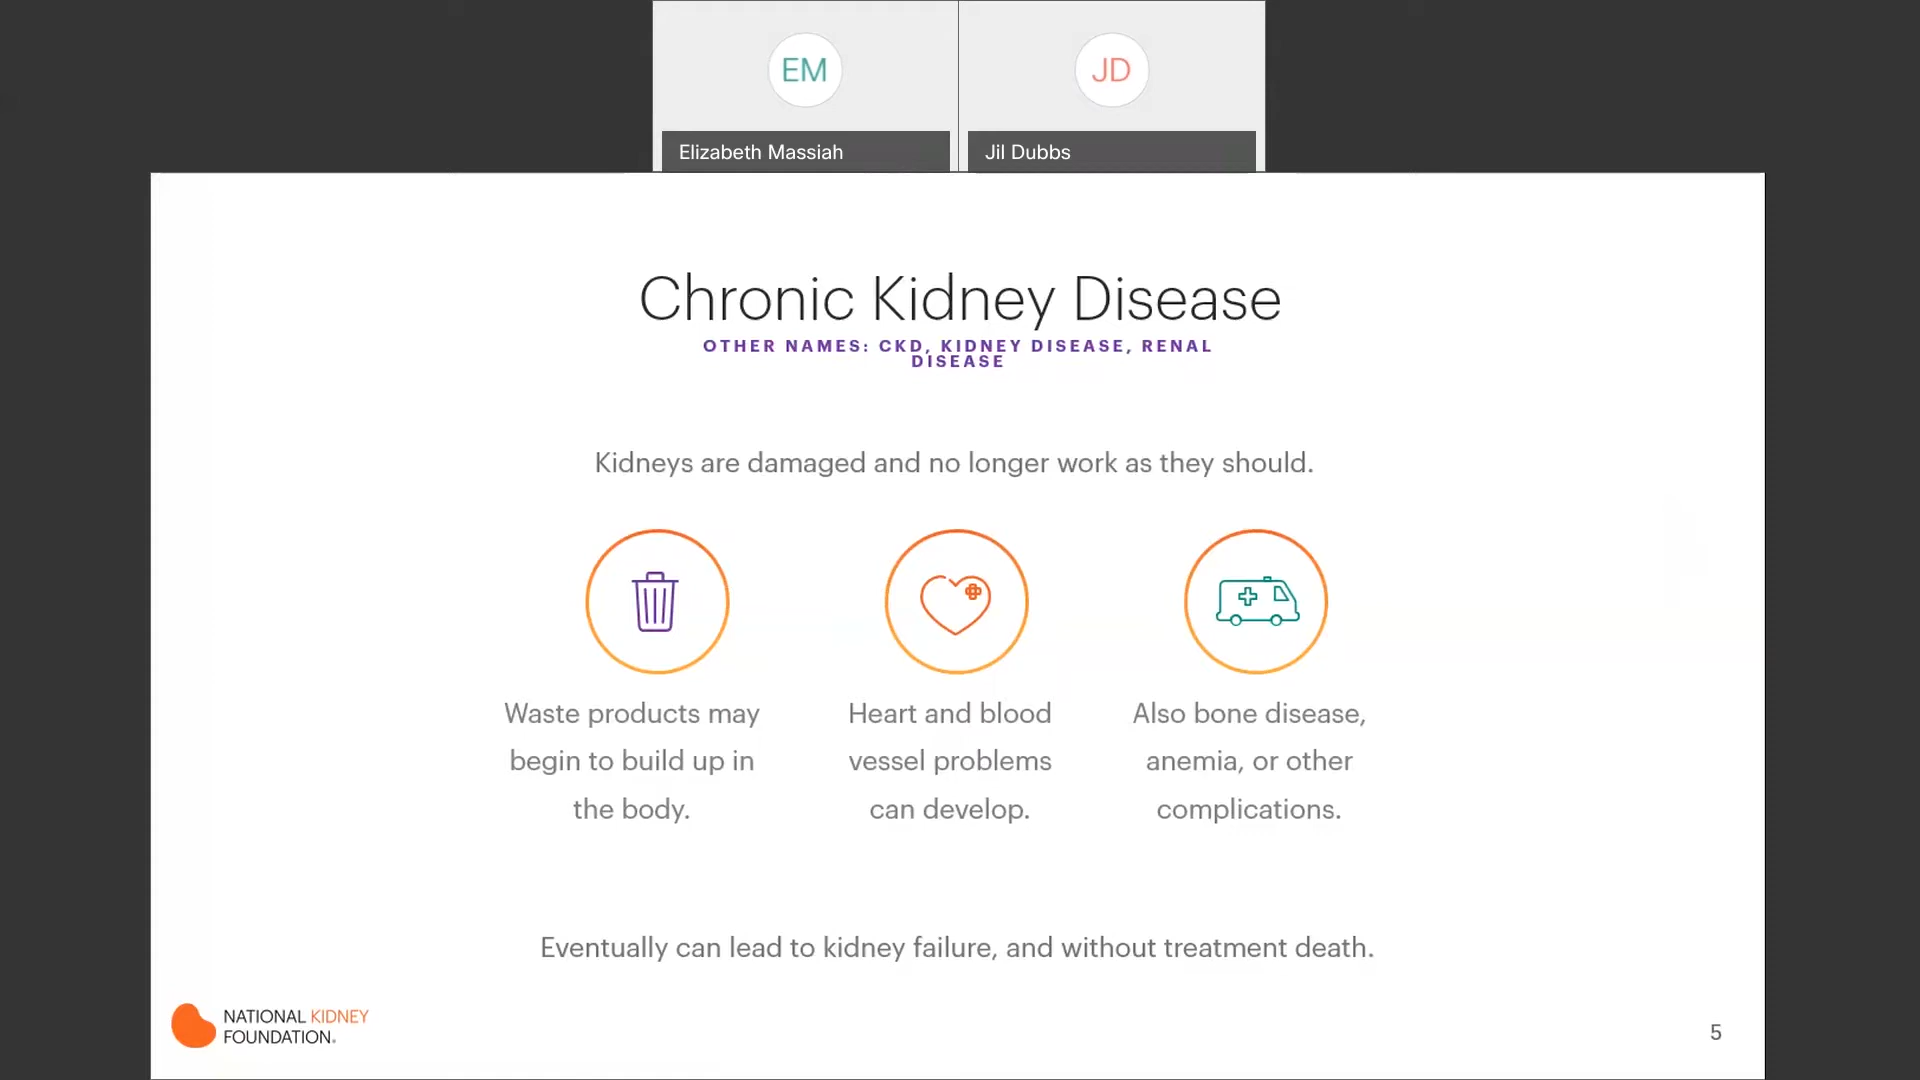 EM
JD
Elizabeth Massiah
Jil Dubbs
Chronic Kidney Disease
OTHER NAMES: CKD, KIDNEY DISEASE, RENAL
DISEASE
Kidneys are damaged and no longer work as they should.
Waste products may
begin to build up in
the body.
Heart and blood
vessel problems
can develop.
Also bone disease,
anemia, or other
complications.
Eventually can lead to kidney failure, and without treatment death.
NATIONAL KIDNEY
FOUNDATION.
5